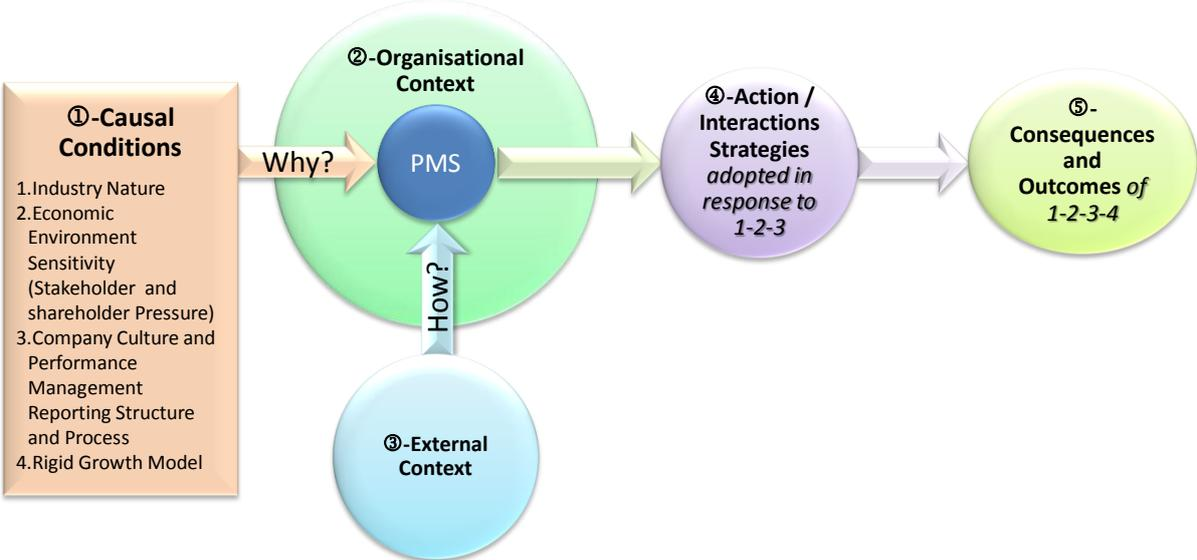 ①-Causal
Conditions
1.Industry Nature
2.Economic
Environment
Sensitivity
(Stakeholder and
shareholder Pressure)
3.Company Culture and
Performance
Management
Reporting Structure
and Process
4.Rigid Growth Model
Why?
②-Organisational
Context
PMS
How?
③-External
Context
④-Action /
Interactions
Strategies
adopted in
response to
1-2-3
⑤-
Consequences
and
Outcomes of
1-2-3-4